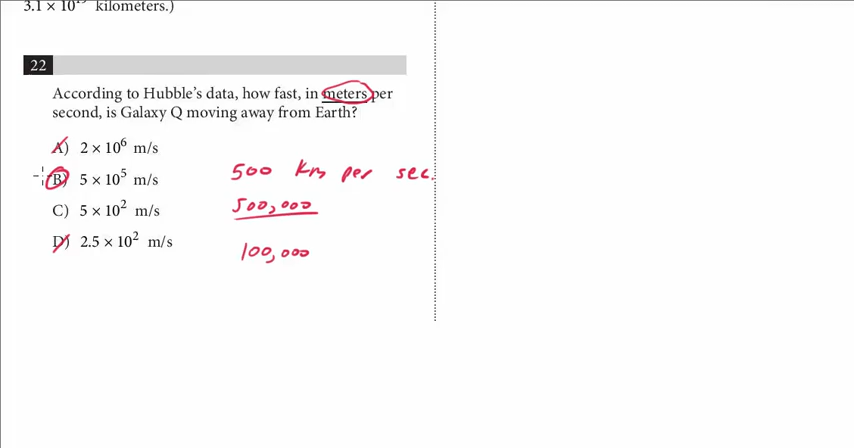 3.1 × 10¹⁹ kilometers.)
22
According to Hubble's data, how fast, in meters per
second, is Galaxy Q moving away from Earth?
A) 2 × 10⁶ m/s
B) 5 × 10⁵ m/s
C) 5 × 10² m/s
D) 2.5 × 10² m/s
500 km per sec.
500,000
100,000